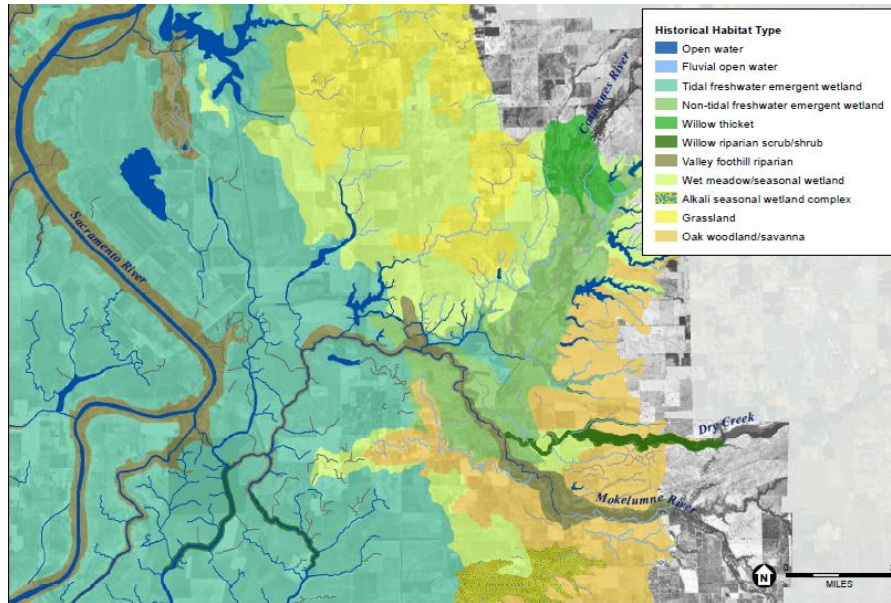 Historical Habitat Type
Open water
Fluvial open water
Tidal freshwater emergent wetland
Non-tidal freshwater emergent wetland
Willow thicket
Willow riparian scrub/shrub
Valley foothill riparian
Wet meadow/seasonal wetland
Alkali seasonal wetland complex
Grassland
Oak woodland/savanna
Cosumnes River
Sacramento River
Dry Creek
Mokelumne River
N
MILES